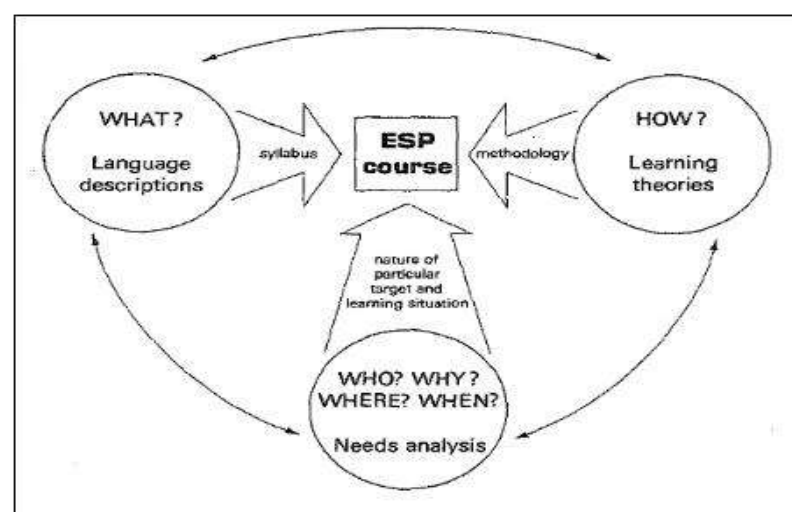 WHAT?
Language
descriptions
syllabus
ESP
course
methodology
HOW?
Learning
theories
nature of
particular
target and
learning situation
WHO? WHY?
WHERE? WHEN?
Needs analysis